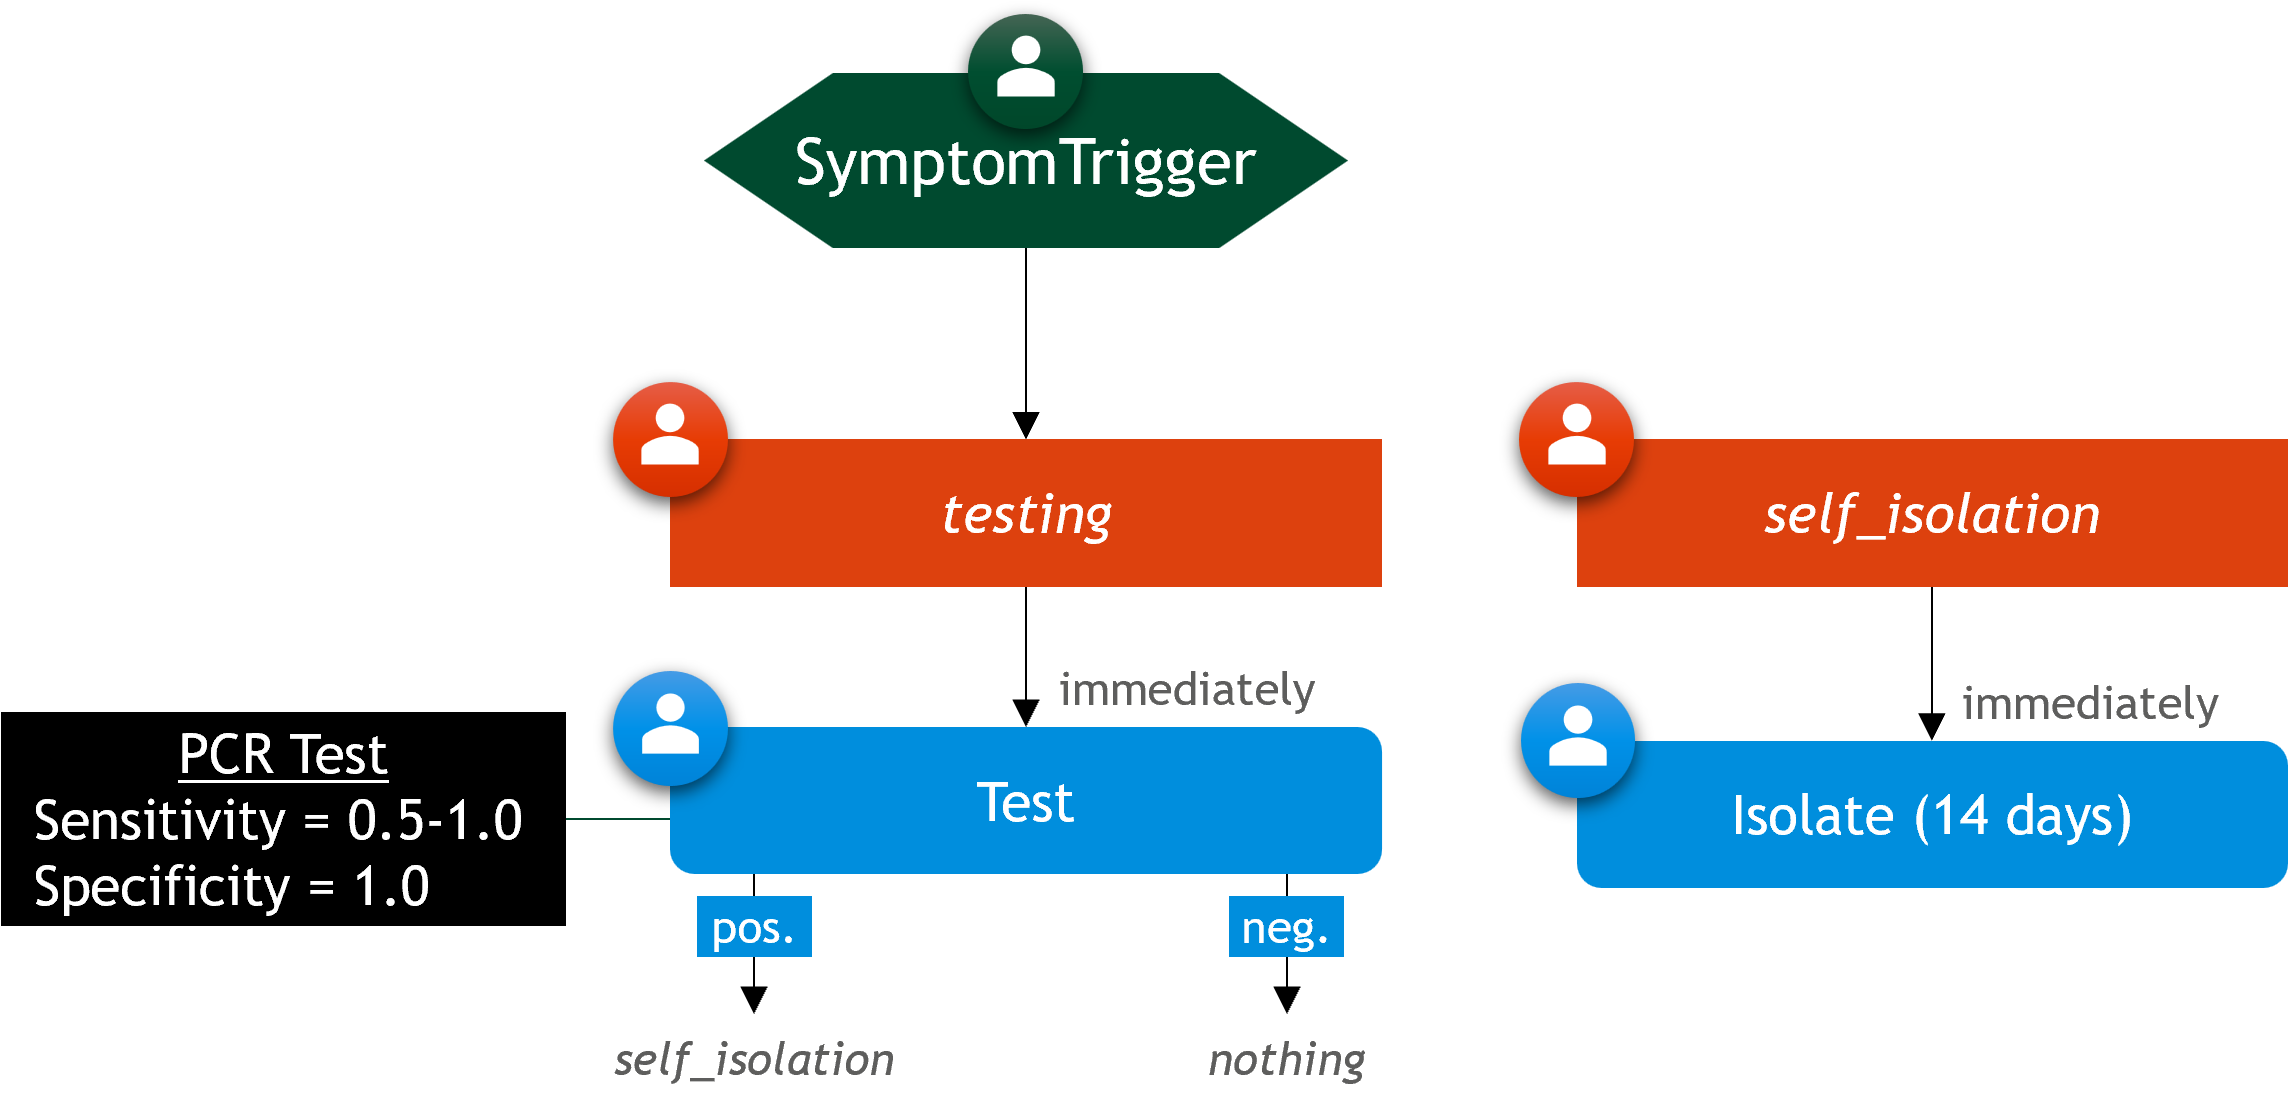 SymptomTrigger
testing
self_isolation
immediately
immediately
PCR Test
Sensitivity = 0.5-1.0
Specificity = 1.0
Test
Isolate (14 days)
pos.
neg.
self_isolation
nothing